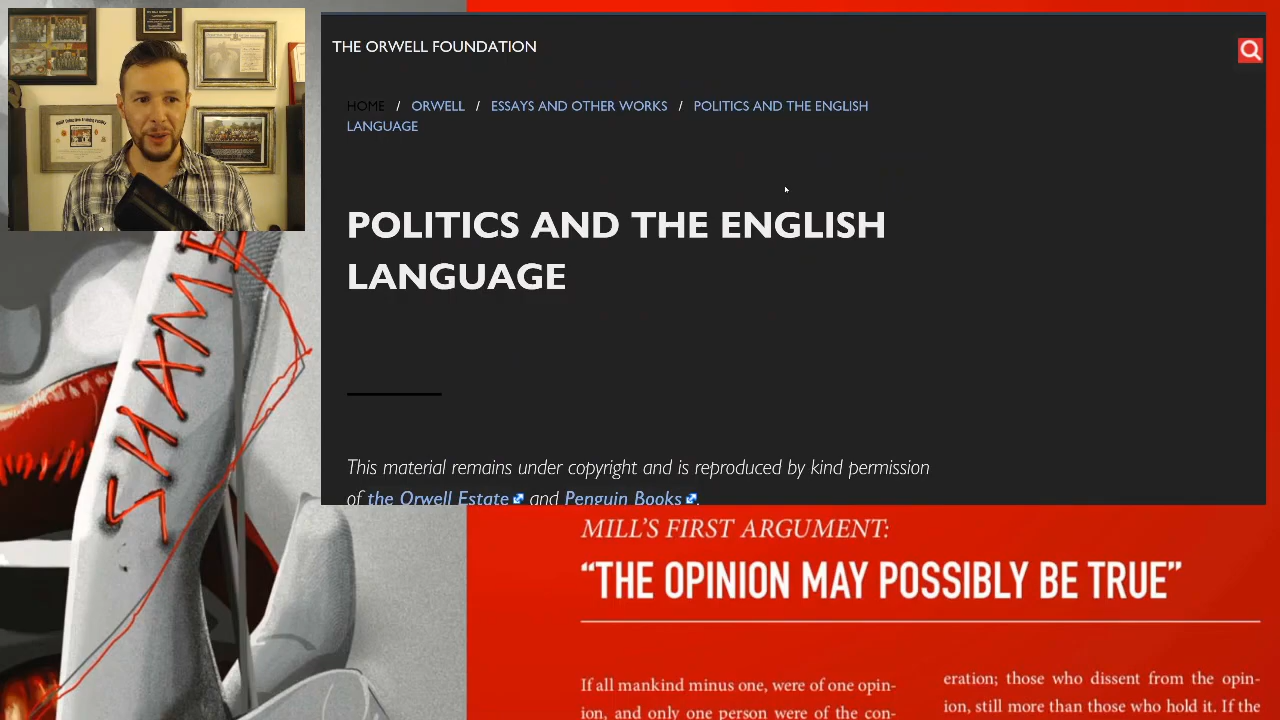 THE ORWELL FOUNDATION
HOME / ORWELL / ESSAYS AND OTHER WORKS / POLITICS AND THE ENGLISH
LANGUAGE
POLITICS AND THE ENGLISH
LANGUAGE
This material remains under copyright and is reproduced by kind permission
of the Orwell Estate and Penguin Books.
SHAME
MILL’S FIRST ARGUMENT:
“THE OPINION MAY POSSIBLY BE TRUE”
If all mankind minus one, were of one opin-
ion, and only one person were of the con-
eration; those who dissent from the opin-
ion, still more than those who hold it. If the